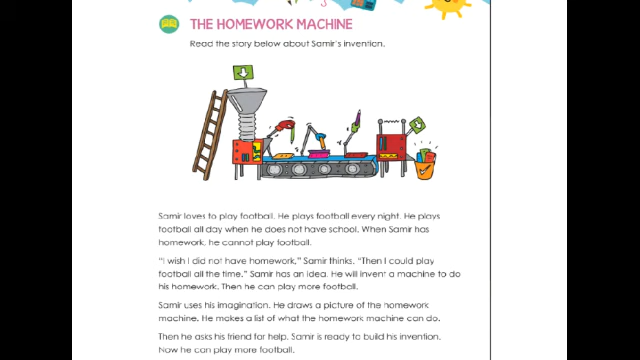 THE HOMEWORK MACHINE
Read the story below about Samir's invention.
Samir loves to play football. He plays football every night. He plays
football all day when he does not have school. When Samir has
homework, he cannot play football.
"I wish I did not have homework," Samir thinks. "Then I could play
football all the time." Samir has an idea. He will invent a machine to do
his homework. Then he can play more football.
Samir uses his imagination. He draws a picture of the homework
machine. He makes a list of what the homework machine can do.
Then he asks his friend for help. Samir is ready to build his invention.
Now he can play more football.